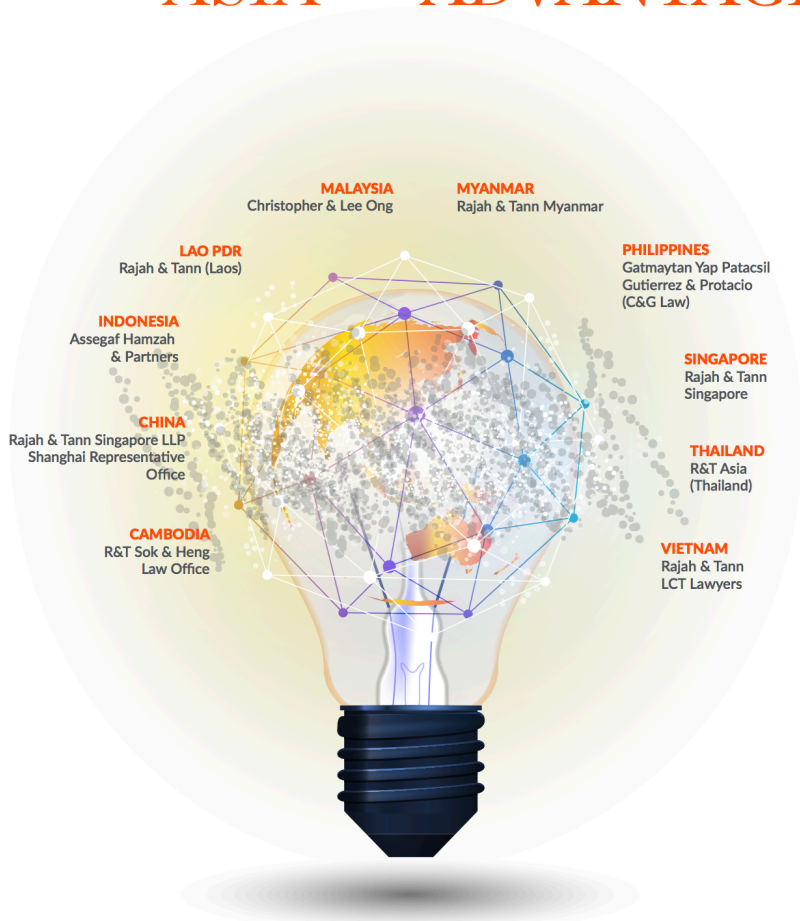 ASIA ADVANTAGE
MALAYSIA
Christopher & Lee Ong
MYANMAR
Rajah & Tann Myanmar
LAO PDR
Rajah & Tann (Laos)
PHILIPPINES
Gatmaytan Yap Patacsil
Gutierrez & Protacio
(C&G Law)
INDONESIA
Assegaf Hamzah
& Partners
SINGAPORE
Rajah & Tann
Singapore
CHINA
Rajah & Tann Singapore LLP
Shanghai Representative
Office
THAILAND
R&T Asia
(Thailand)
CAMBODIA
R&T Sok & Heng
Law Office
VIETNAM
Rajah & Tann
LCT Lawyers